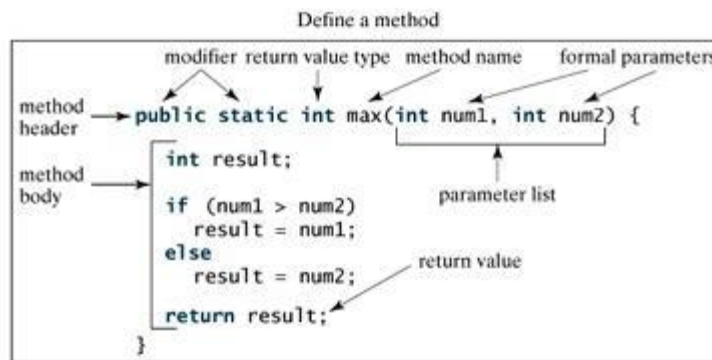 Define a method
modifier return value type method name formal parameters
method header
public static int max(int num1, int num2) {
method body
int result;
parameter list
if (num1 > num2)
result = num1;
else
result = num2;
return value
return result;
}